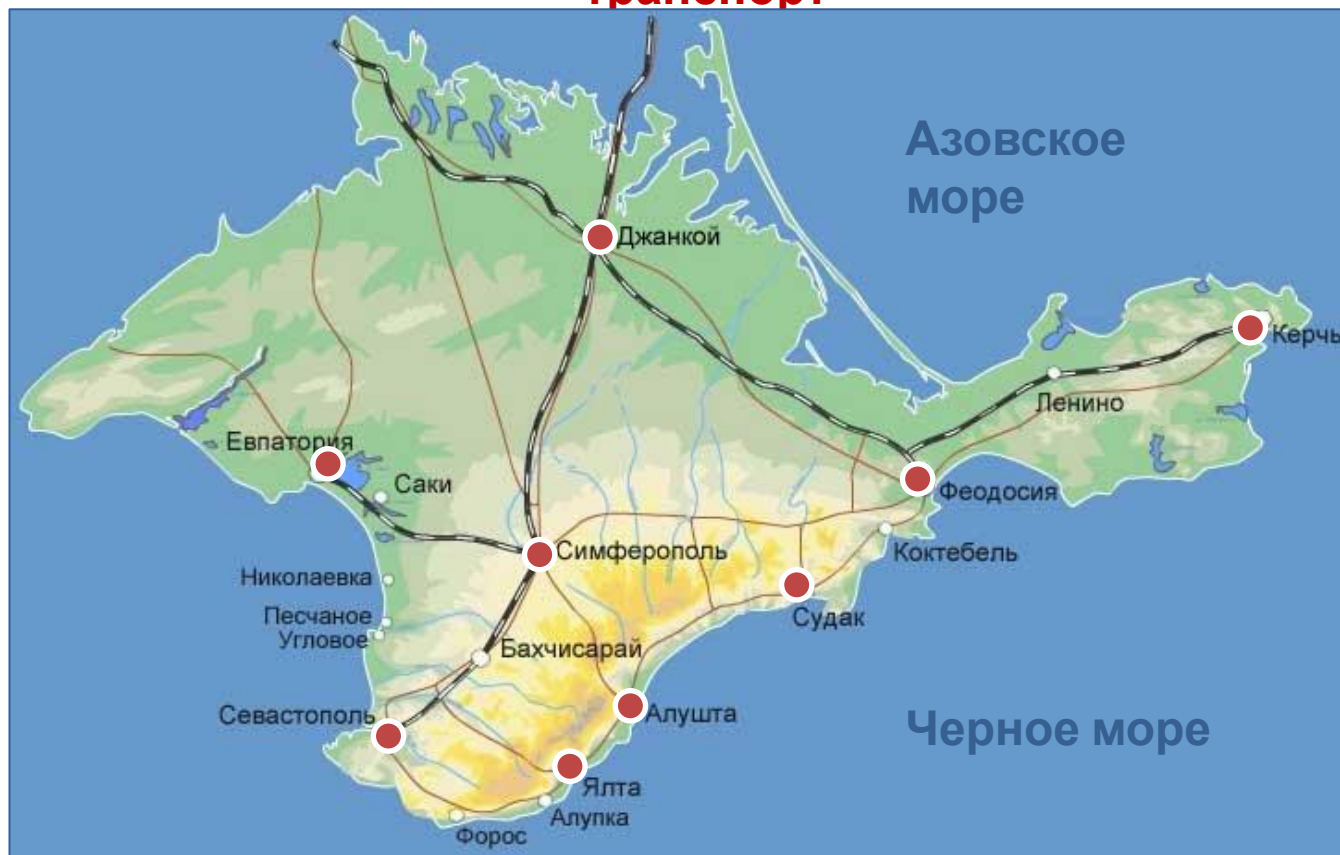 транспорт
Азовское
море
Джанкой
Керчь
Ленино
Евпатория
Саки
Феодосия
Симферополь
Коктебель
Николаевка
Судак
Песчаное
Угловое
Бахчисарай
Севастополь
Алушта
Черное море
Ялта
Алупка
Форос